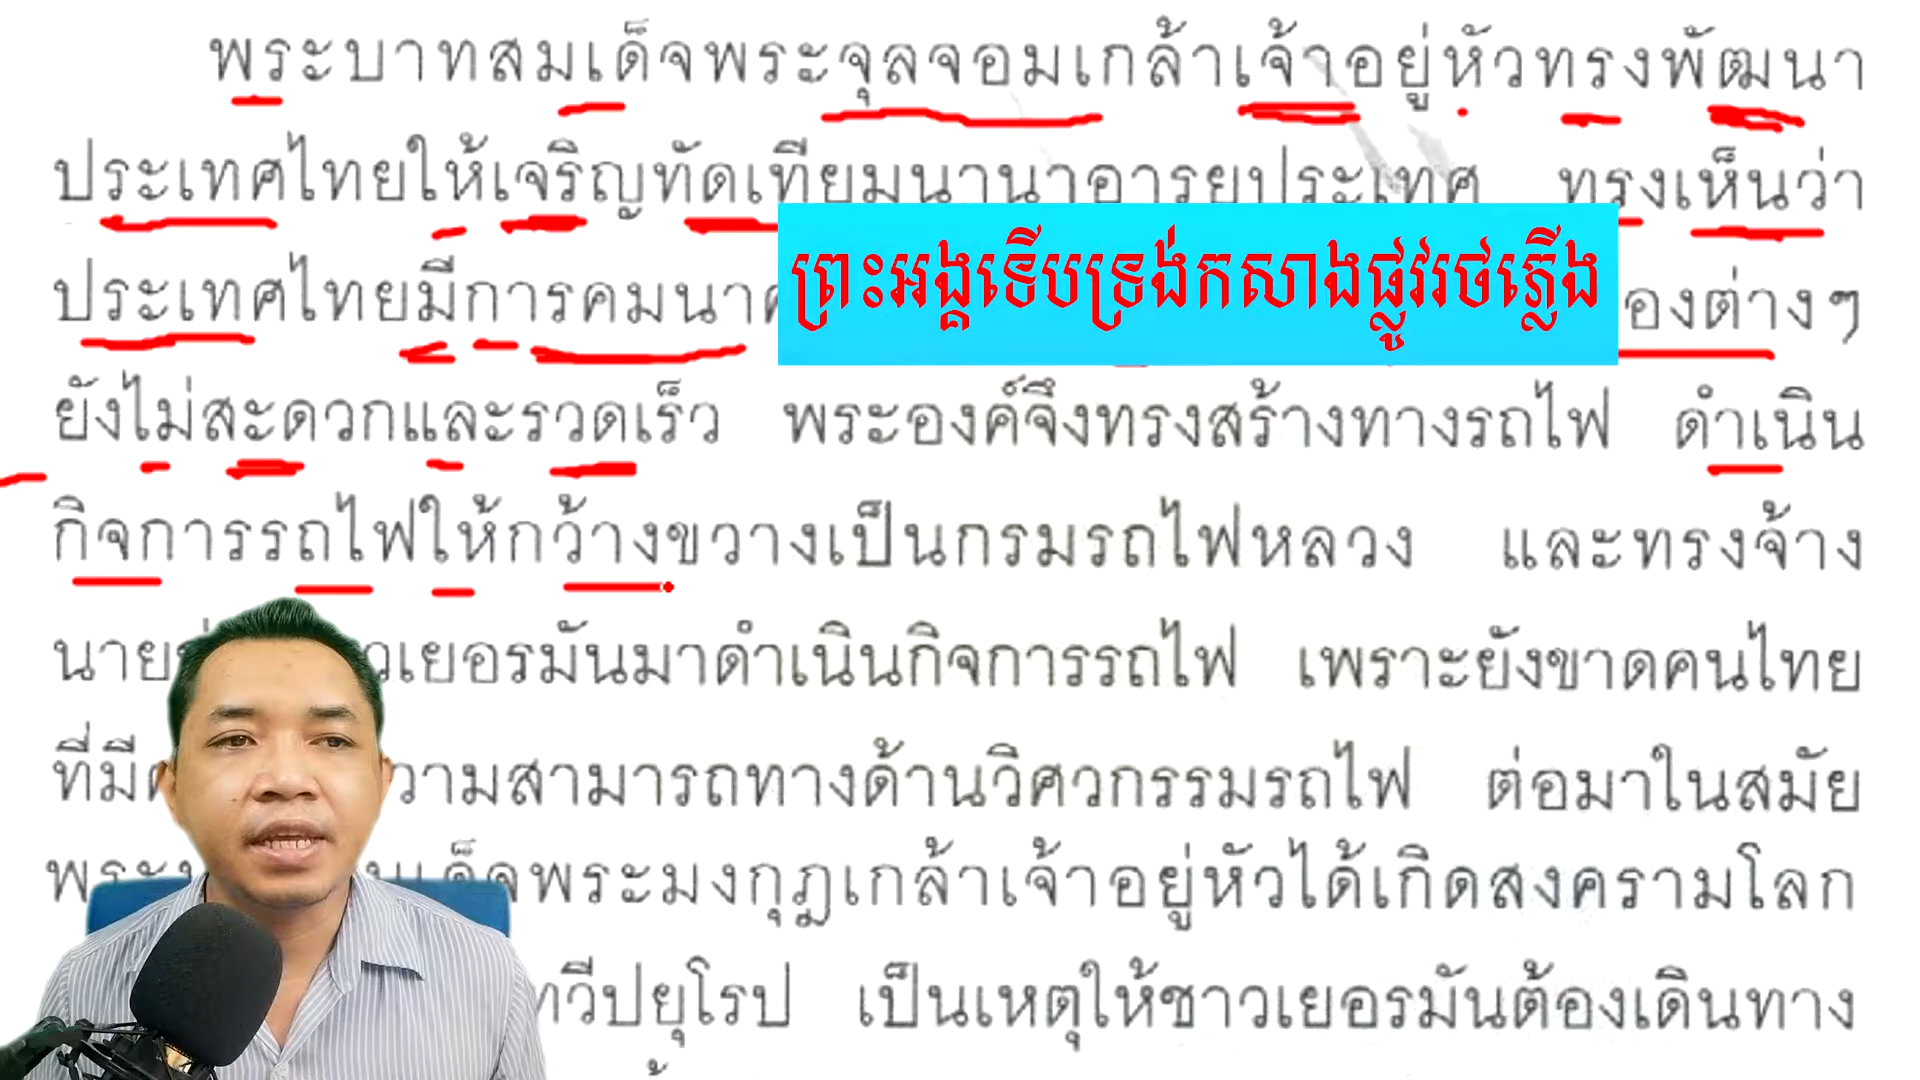 พระบาทสมเด็จพระจุลจอมเกล้าเจ้าอยู่หัวทรงพัฒนา
ประเทศไทยให้เจริญทัดเทียมนานาอารยประเทศ ทรงเห็นว่า
ព្រះអង្គទើបទ្រង់កសាងផ្លូវរថភ្លើង
ประเทศไทยมีการคมนา องต่างๆ
ยังไม่สะดวกและรวดเร็ว พระองค์จึงทรงสร้างทางรถไฟ ดำเนิน
กิจการรถไฟให้กว้างขวางเป็นกรมรถไฟหลวง และทรงจ้าง
นาย วเยอรมันมาดำเนินกิจการรถไฟ เพราะยังขาดคนไทย
ที่มี วามสามารถทางด้านวิศวกรรมรถไฟ ต่อมาในสมัย
พระ เด็จพระมงกุฎเกล้าเจ้าอยู่หัวได้เกิดสงครามโลก
ทวีปยุโรป เป็นเหตุให้ชาวเยอรมันต้องเดินทาง